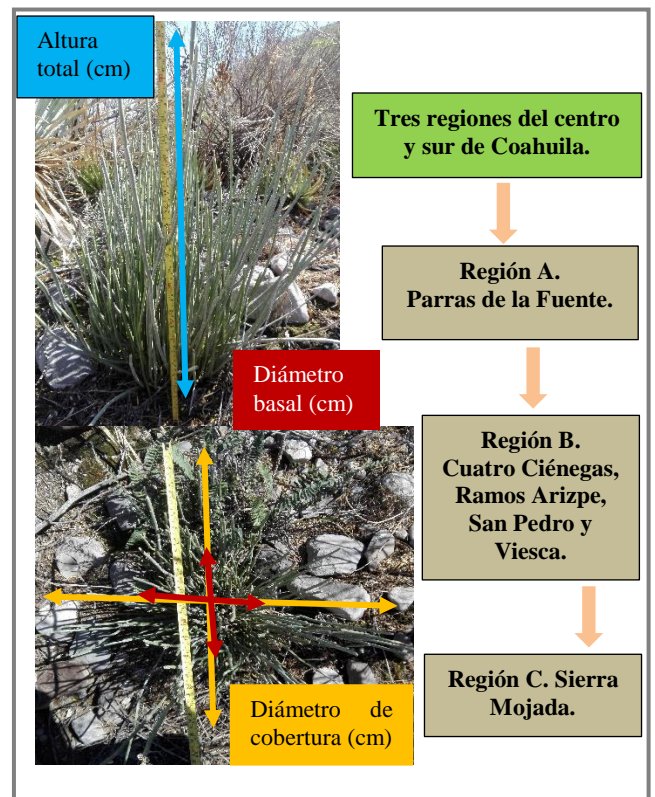 Altura
total (cm)
Diámetro
basal (cm)
Diámetro de
cobertura (cm)
Tres regiones del centro
y sur de Coahuila.
Región A.
Parras de la Fuente.
Región B.
Cuatro Ciénegas,
Ramos Arizpe,
San Pedro y
Viesca.
Región C. Sierra
Mojada.